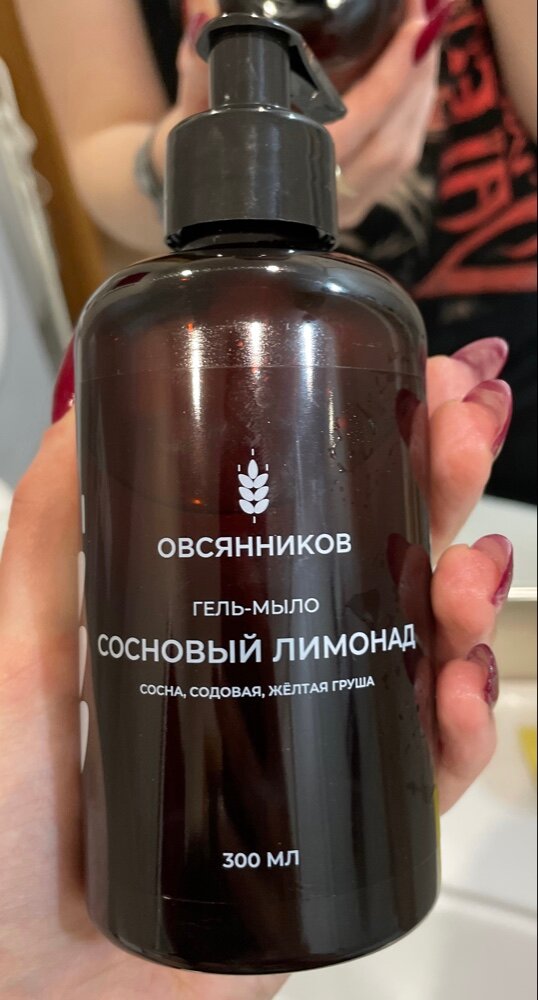 ОВСЯННИКОВ
ГЕЛЬ-МЫЛО
СОСНОВЫЙ ЛИМОНАД
СОСНА, СОДОВАЯ, ЖЁЛТАЯ ГРУША
300 МЛ